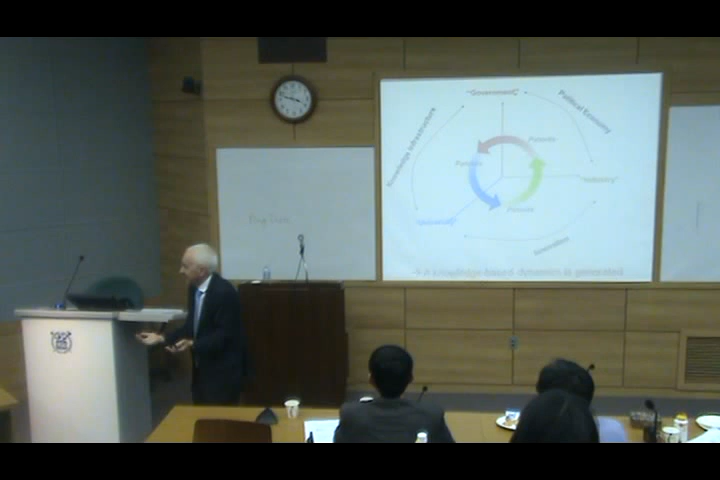 "Government"
Political Economy
Knowledge Infrastructure
Patents
Patents
"Industry"
Patents
"University"
Innovation
→ a knowledge-based dynamics is generated